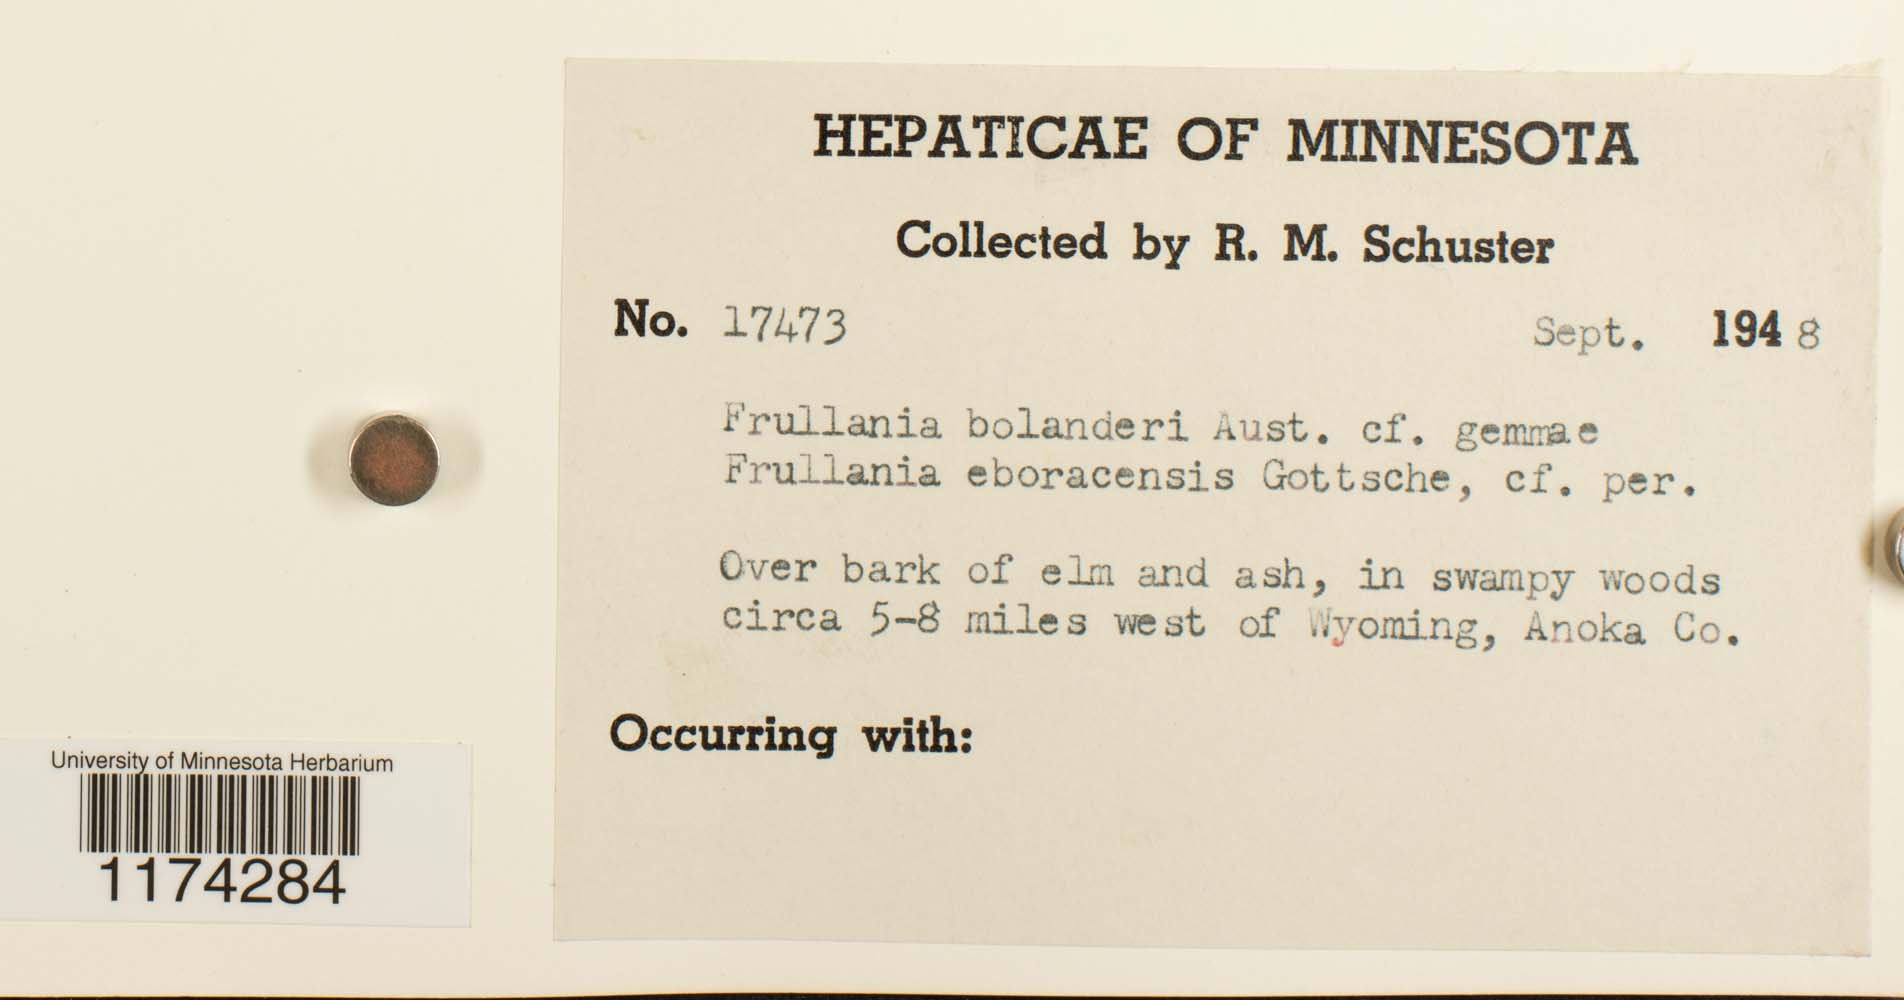 HEPATICAE OF MINNESOTA
Collected by R. M. Schuster
No. 17473 Sept. 1948
Frullania bolanderi Aust. cf. gemmae
Frullania eboracensis Gottsche, cf. per.
Over bark of elm and ash, in swampy woods
circa 5-8 miles west of Wyoming, Anoka Co.
Occurring with:
University of Minnesota Herbarium
1174284